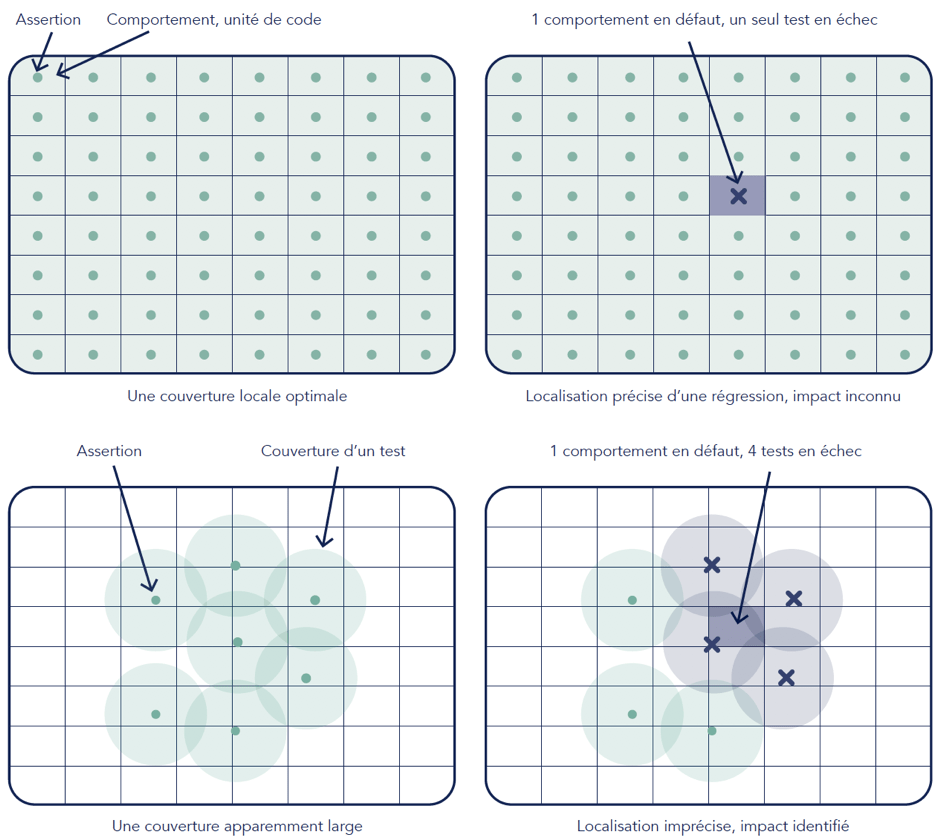 Assertion
Comportement, unité de code
1 comportement en défaut, un seul test en échec
Une couverture locale optimale
Localisation précise d’une régression, impact inconnu
Assertion
Couverture d’un test
1 comportement en défaut, 4 tests en échec
Une couverture apparemment large
Localisation imprécise, impact identifié